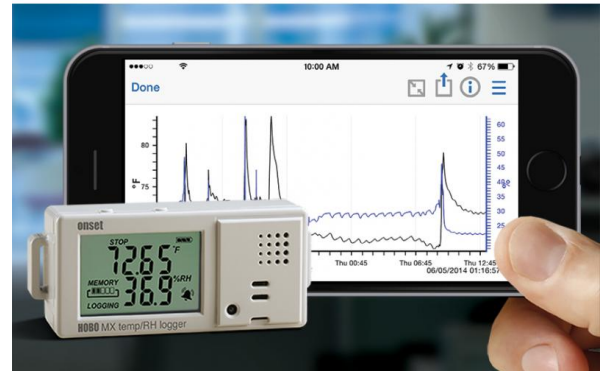 10:00 AM
67%
Done
80
75
°F
60
55
50
45
40
35
30
25
Thu 00:45
Thu 06:45
Thu 12:45
06/05/2014 01:16:57
onset
STOP
72.65 °F
MEMORY
36.9 %RH
LOGGING
HOBO MX temp/RH logger